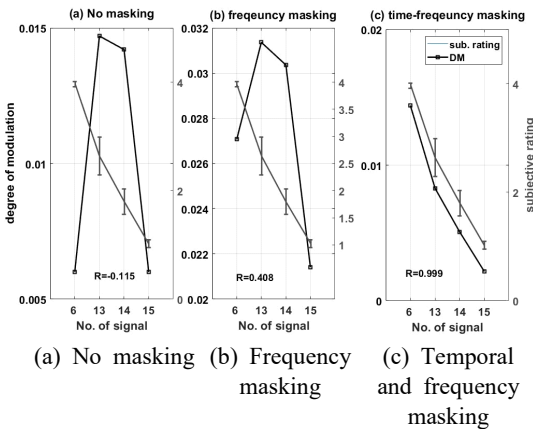 (a) No masking
(b) freqeuncy masking
(c) time-freqeuncy masking
degree of modulation
0.015
0.01
0.005
4
2
0
R=-0.115
6 13 14 15
No. of signal
0.032
0.03
0.028
0.026
0.024
0.022
0.02
4
3.5
3
2.5
2
1.5
1
R=0.408
6 13 14 15
No. of signal
0.02
0.01
0
sub. rating
DM
4
2
0
subjective rating
R=0.999
6 13 14 15
No. of signal
(a) No masking
(b) Frequency
masking
(c) Temporal
and frequency
masking